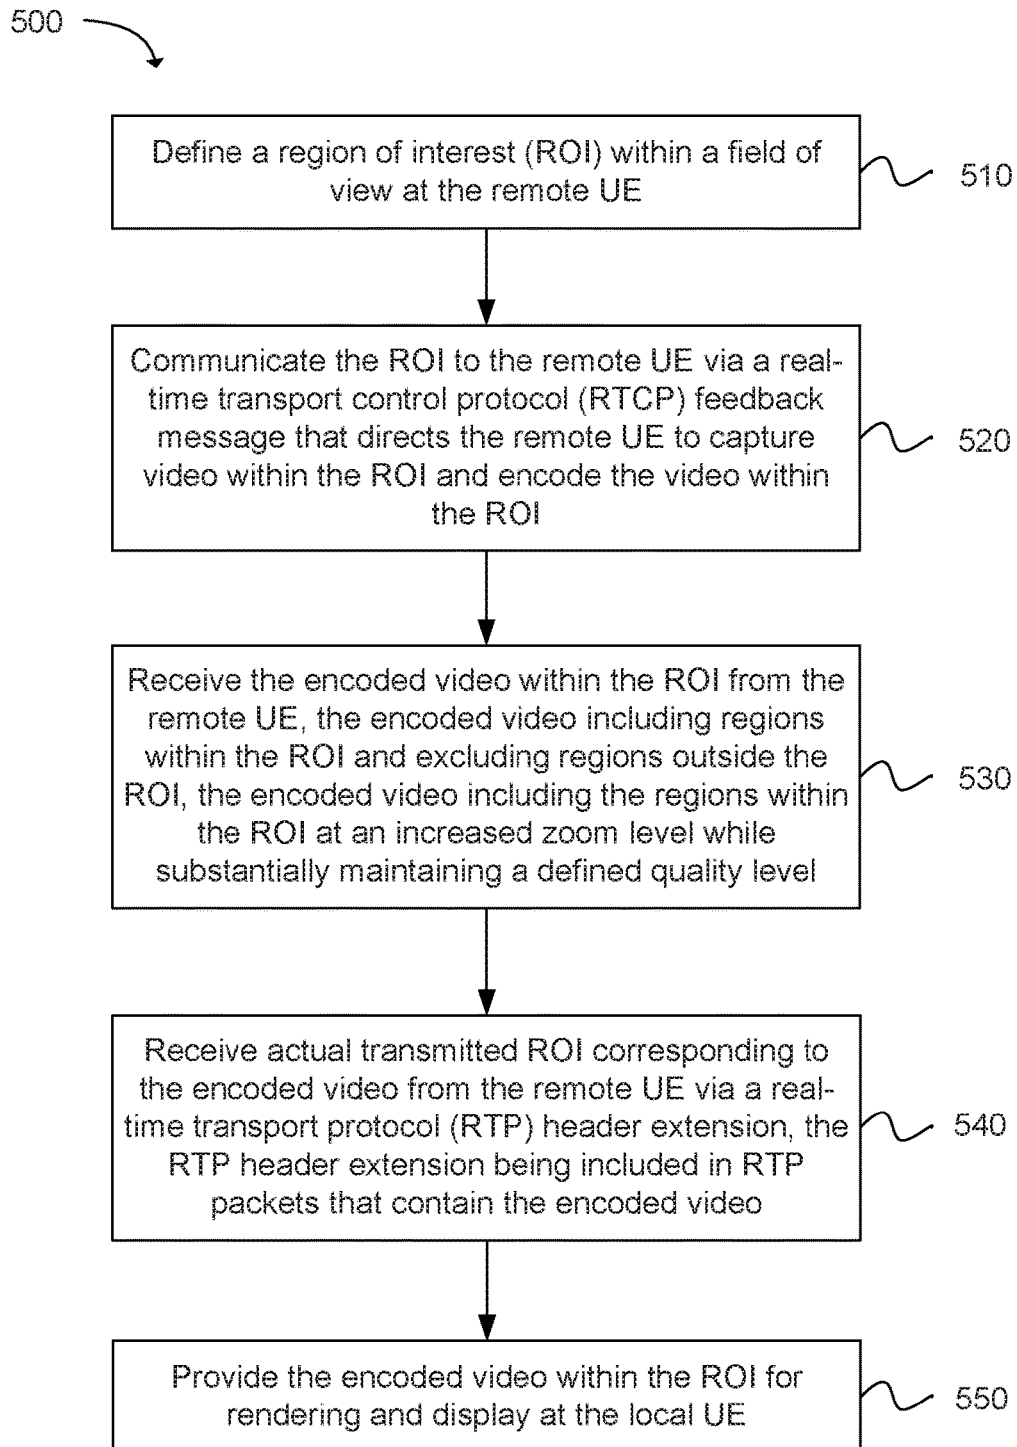 500
Define a region of interest (ROI) within a field of
view at the remote UE
510
Communicate the ROI to the remote UE via a real-
time transport control protocol (RTCP) feedback
message that directs the remote UE to capture
video within the ROI and encode the video within
the ROI
520
Receive the encoded video within the ROI from the
remote UE, the encoded video including regions
within the ROI and excluding regions outside the
ROI, the encoded video including the regions within
the ROI at an increased zoom level while
substantially maintaining a defined quality level
530
Receive actual transmitted ROI corresponding to
the encoded video from the remote UE via a real-
time transport protocol (RTP) header extension, the
RTP header extension being included in RTP
packets that contain the encoded video
540
Provide the encoded video within the ROI for
rendering and display at the local UE
550